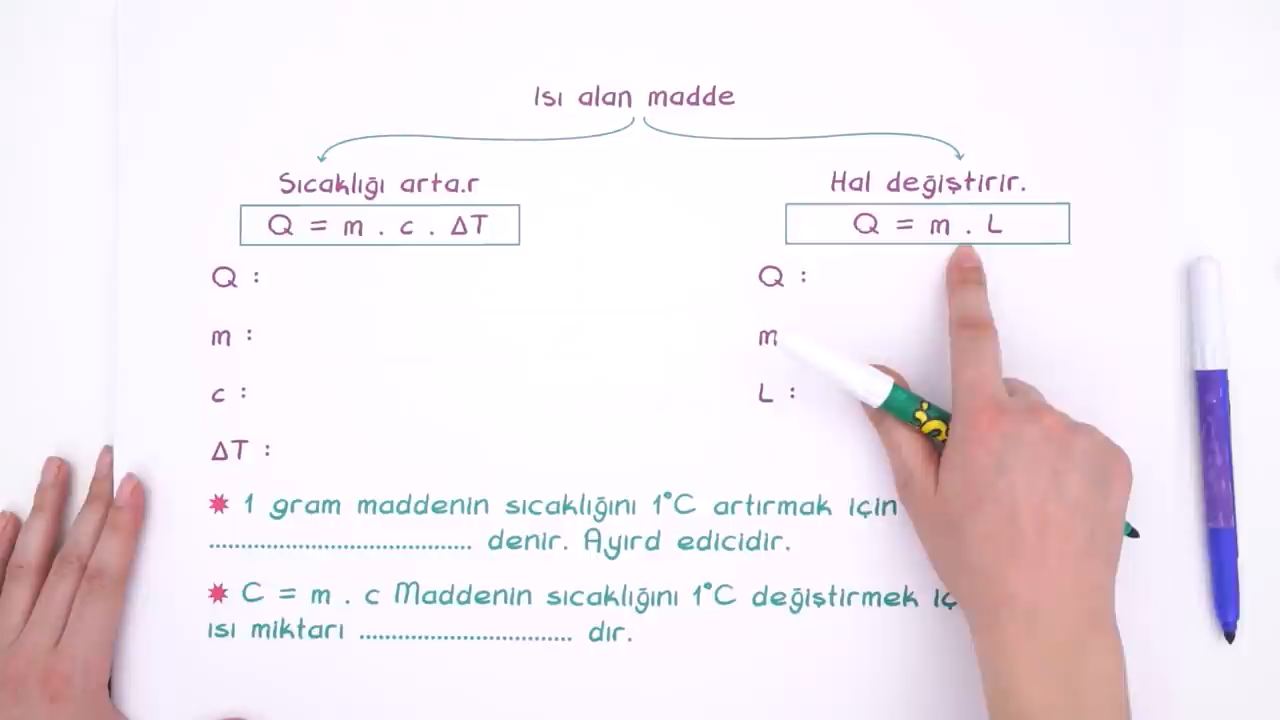 Isı alan madde
Sıcaklığı artar
Hal değiştirir.
Q = m . c . ΔT
Q = m . L
Q :
Q :
m :
m
c :
L :
ΔT :
✷ 1 gram maddenin sıcaklığını 1°C artırmak için
........................................ denir. Ayırd edicidir.
✷ C = m . c Maddenin sıcaklığını 1°C değiştirmek
ısı miktarı ................................ dır.